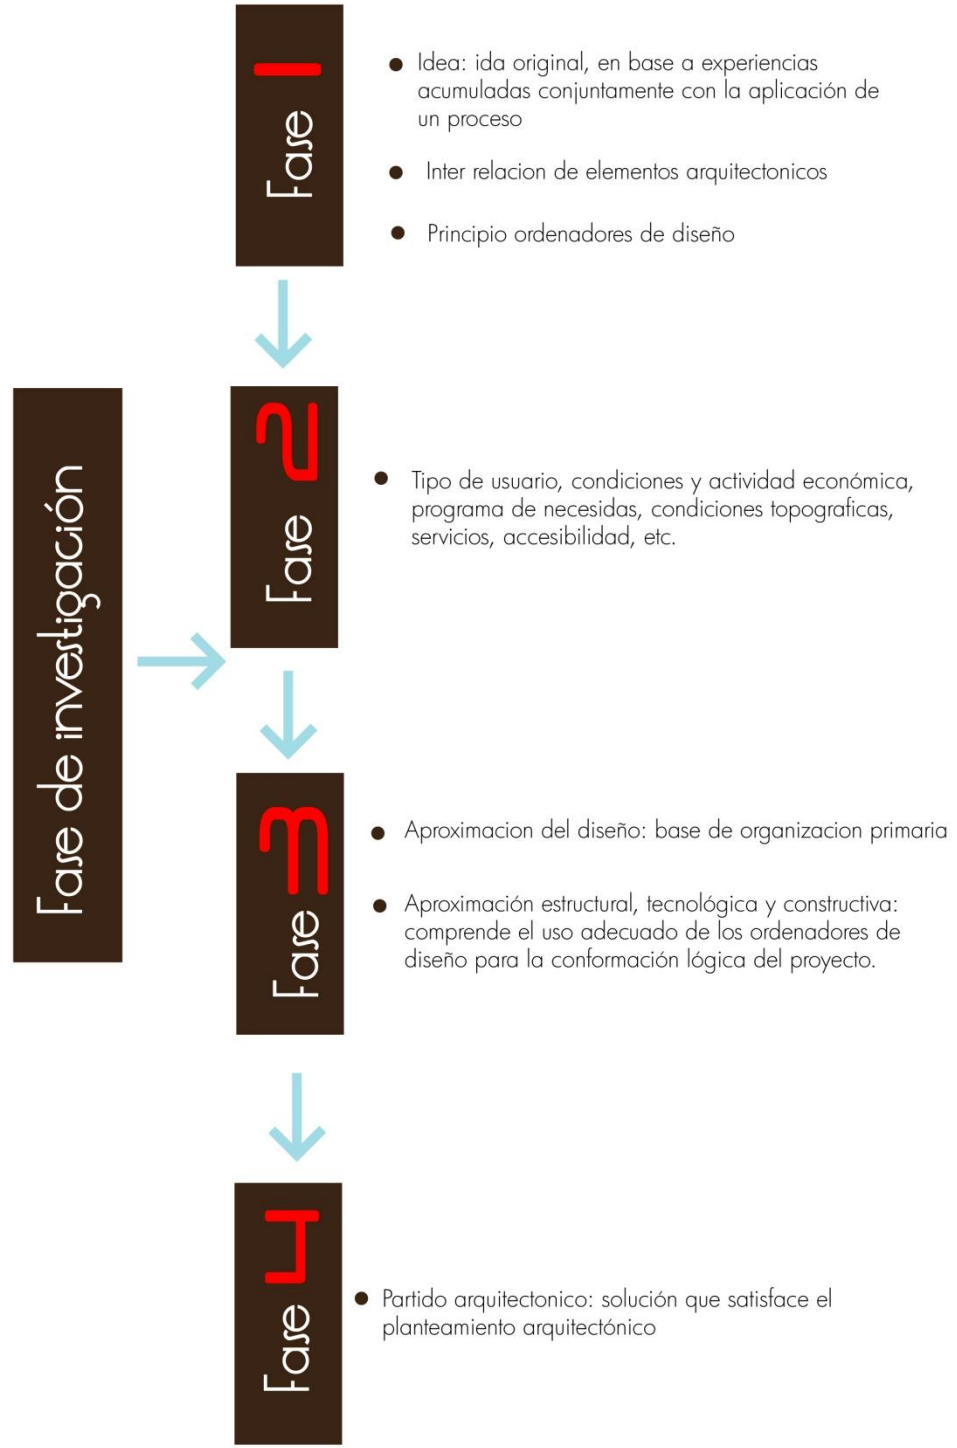 Fase 1
Idea: ida original, en base a experiencias
acumuladas conjuntamente con la aplicación de
un proceso
Inter relacion de elementos arquitectonicos
Principio ordenadores de diseño
Fase de investigación
Fase 2
Tipo de usuario, condiciones y actividad económica,
programa de necesidas, condiciones topograficas,
servicios, accesibilidad, etc.
Fase 3
Aproximacion del diseño: base de organizacion primaria
Aproximación estructural, tecnológica y constructiva:
comprende el uso adecuado de los ordenadores de
diseño para la conformación lógica del proyecto.
Fase 4
Partido arquitectonico: solución que satisface el
planteamiento arquitectónico